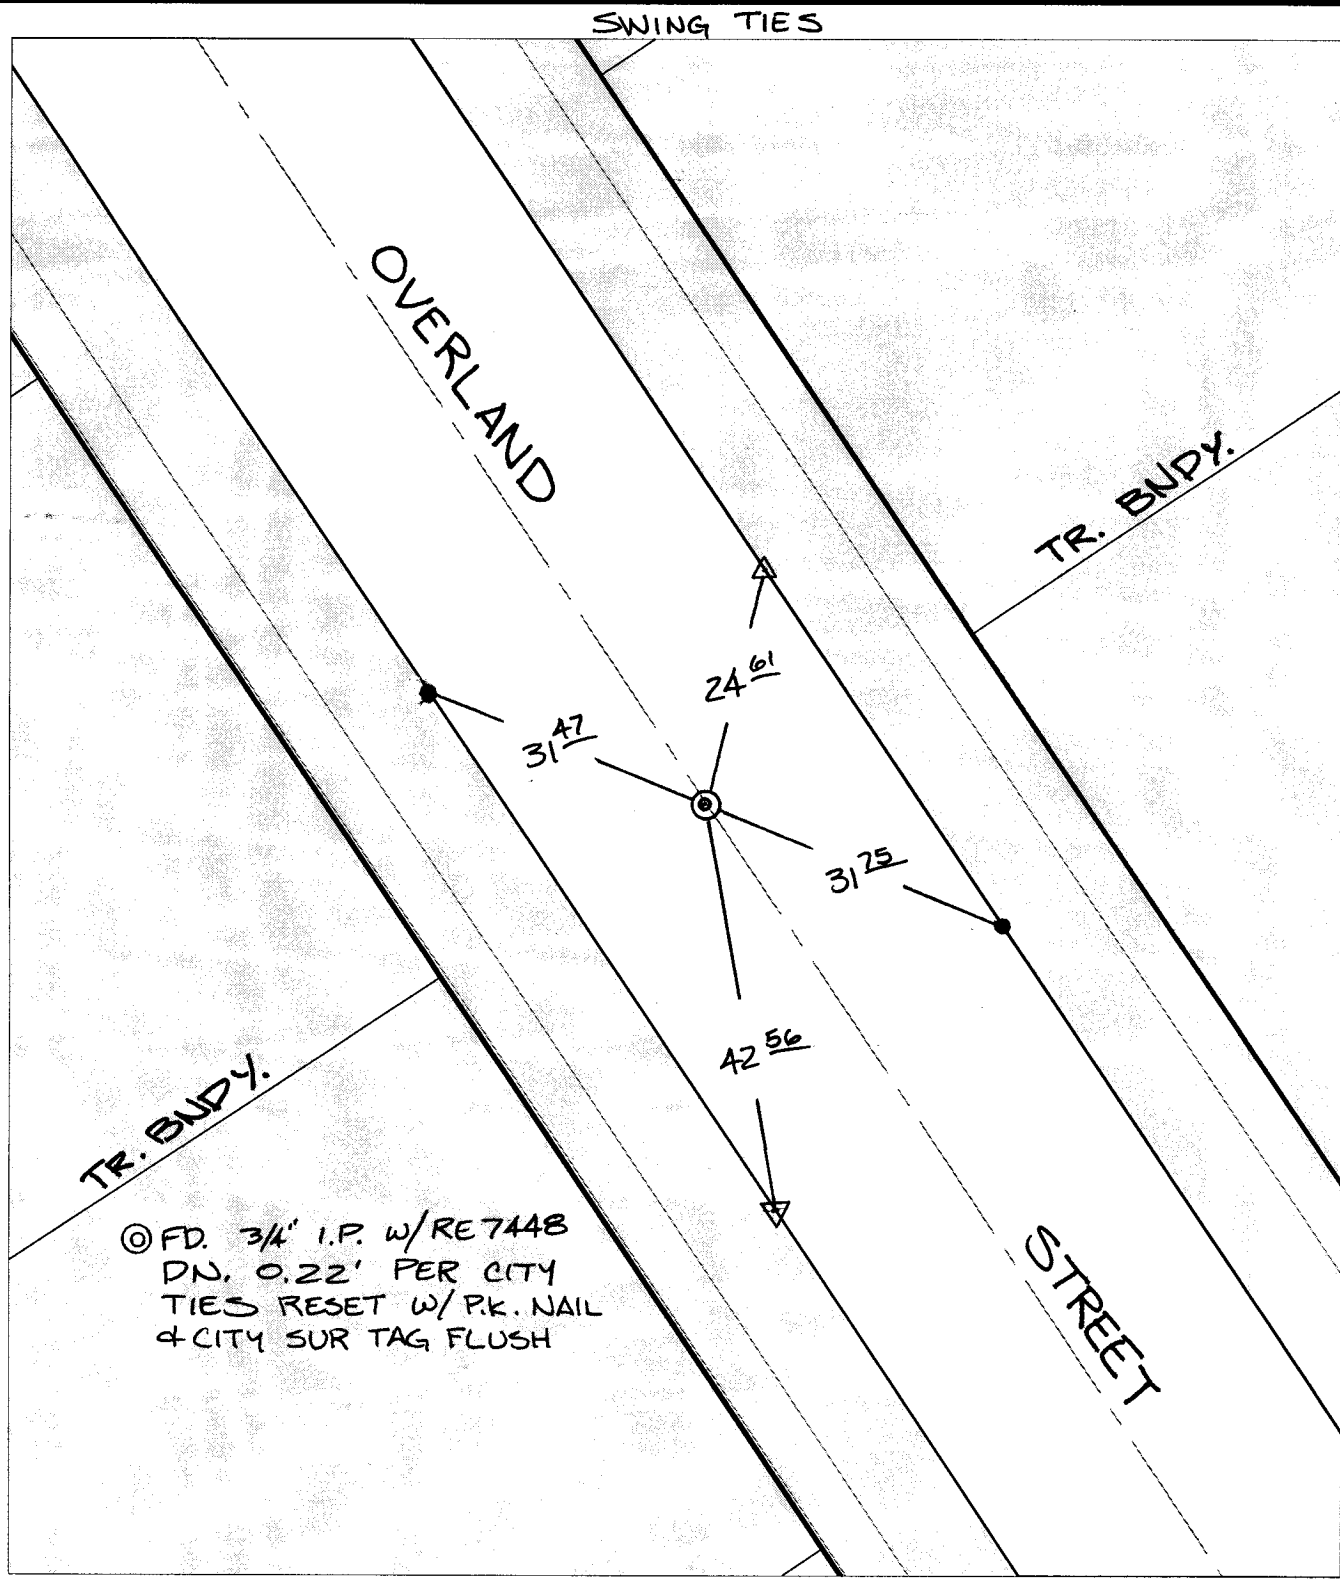 SWING TIES
OVERLAND
TR. BNDY.
24 61
31 47
31 75
42 56
TR. BNDY.
FD. 3/4" I.P. W/RE 7448
DN. 0.22' PER CITY
TIES RESET W/ P.K. NAIL
& CITY SUR TAG FLUSH
STREET